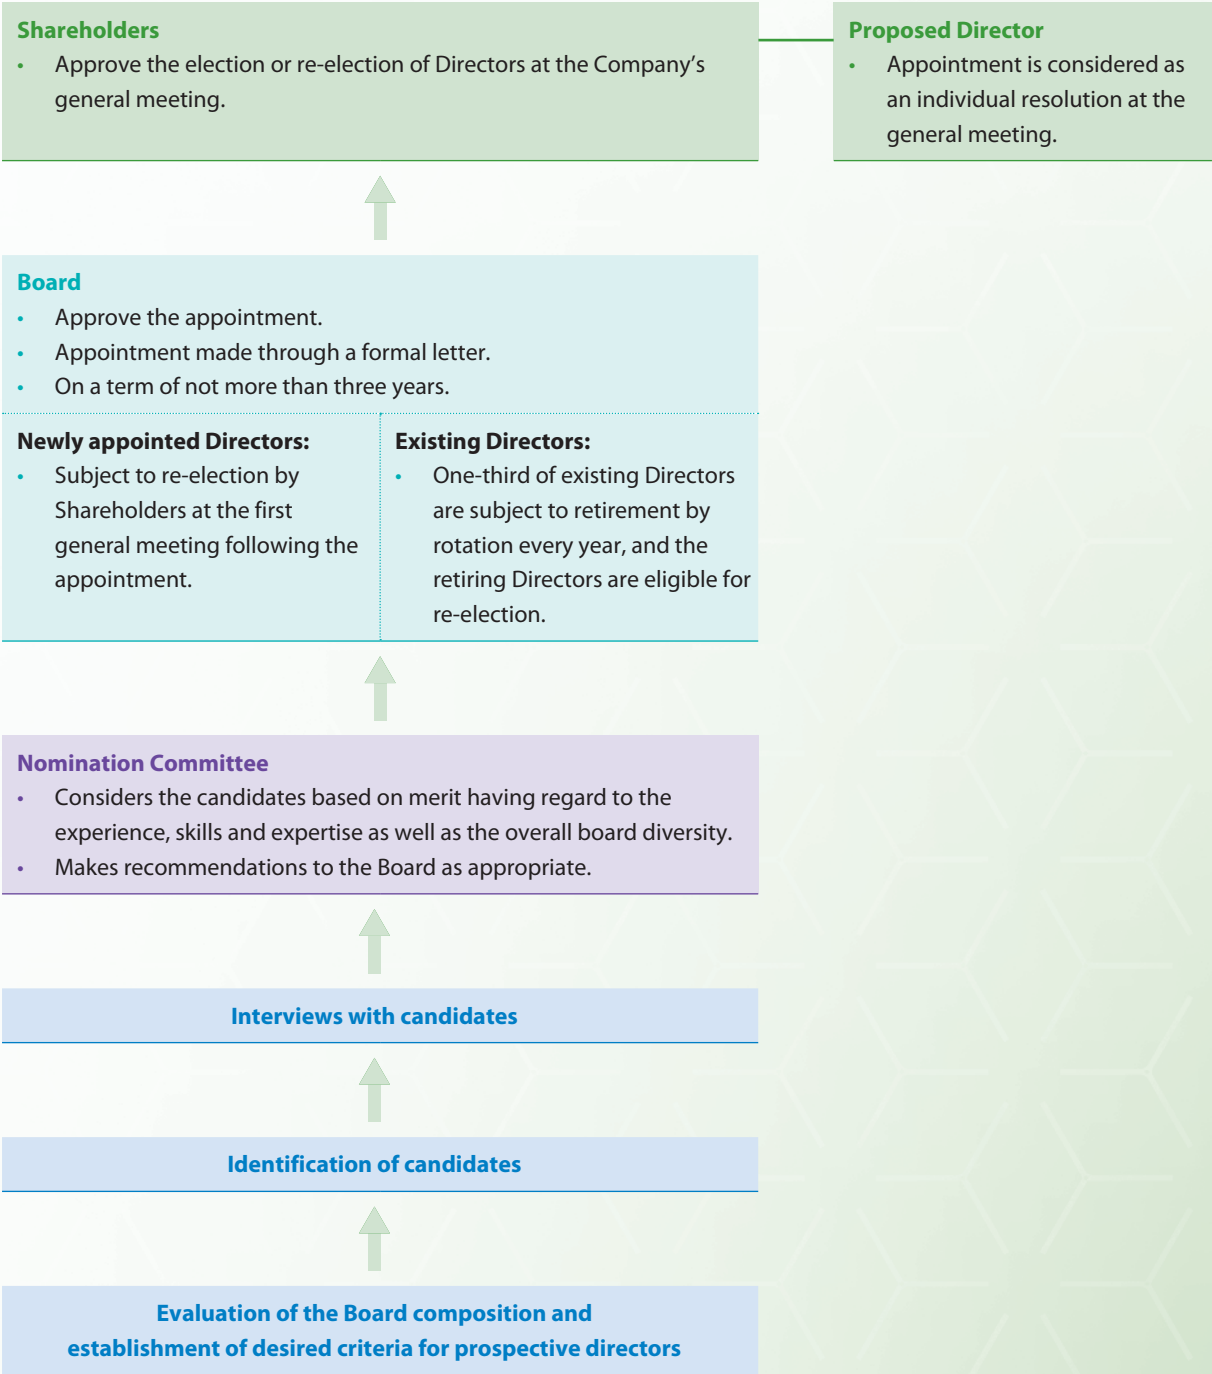 Shareholders
• Approve the election or re-election of Directors at the Company’s
general meeting.
Proposed Director
• Appointment is considered as
an individual resolution at the
general meeting.
Board
• Approve the appointment.
• Appointment made through a formal letter.
• On a term of not more than three years.
Newly appointed Directors:
• Subject to re-election by
Shareholders at the first
general meeting following the
appointment.
Existing Directors:
• One-third of existing Directors
are subject to retirement by
rotation every year, and the
retiring Directors are eligible for
re-election.
Nomination Committee
• Considers the candidates based on merit having regard to the
experience, skills and expertise as well as the overall board diversity.
• Makes recommendations to the Board as appropriate.
Interviews with candidates
Identification of candidates
Evaluation of the Board composition and
establishment of desired criteria for prospective directors